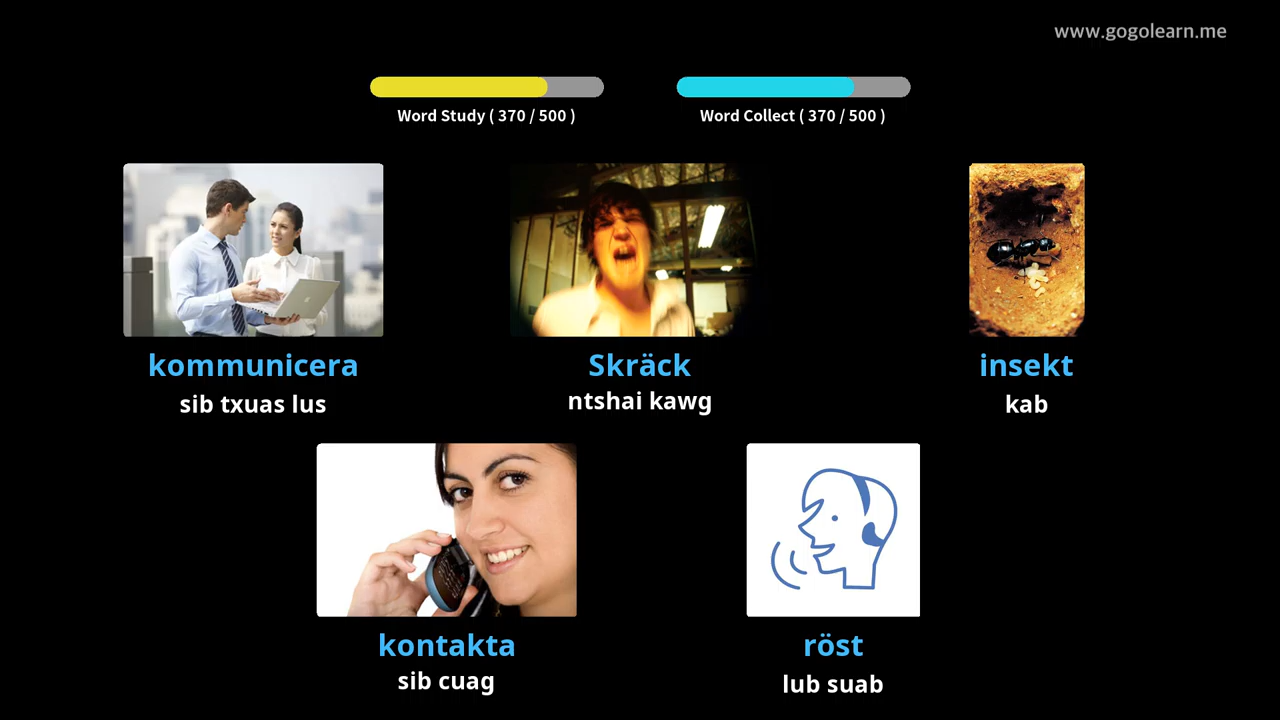 www.gogolearn.me
Word Study ( 370 / 500 )
Word Collect ( 370 / 500 )
kommunicera
sib txuas lus
Skräck
ntshai kawg
insekt
kab
kontakta
sib cuag
röst
lub suab